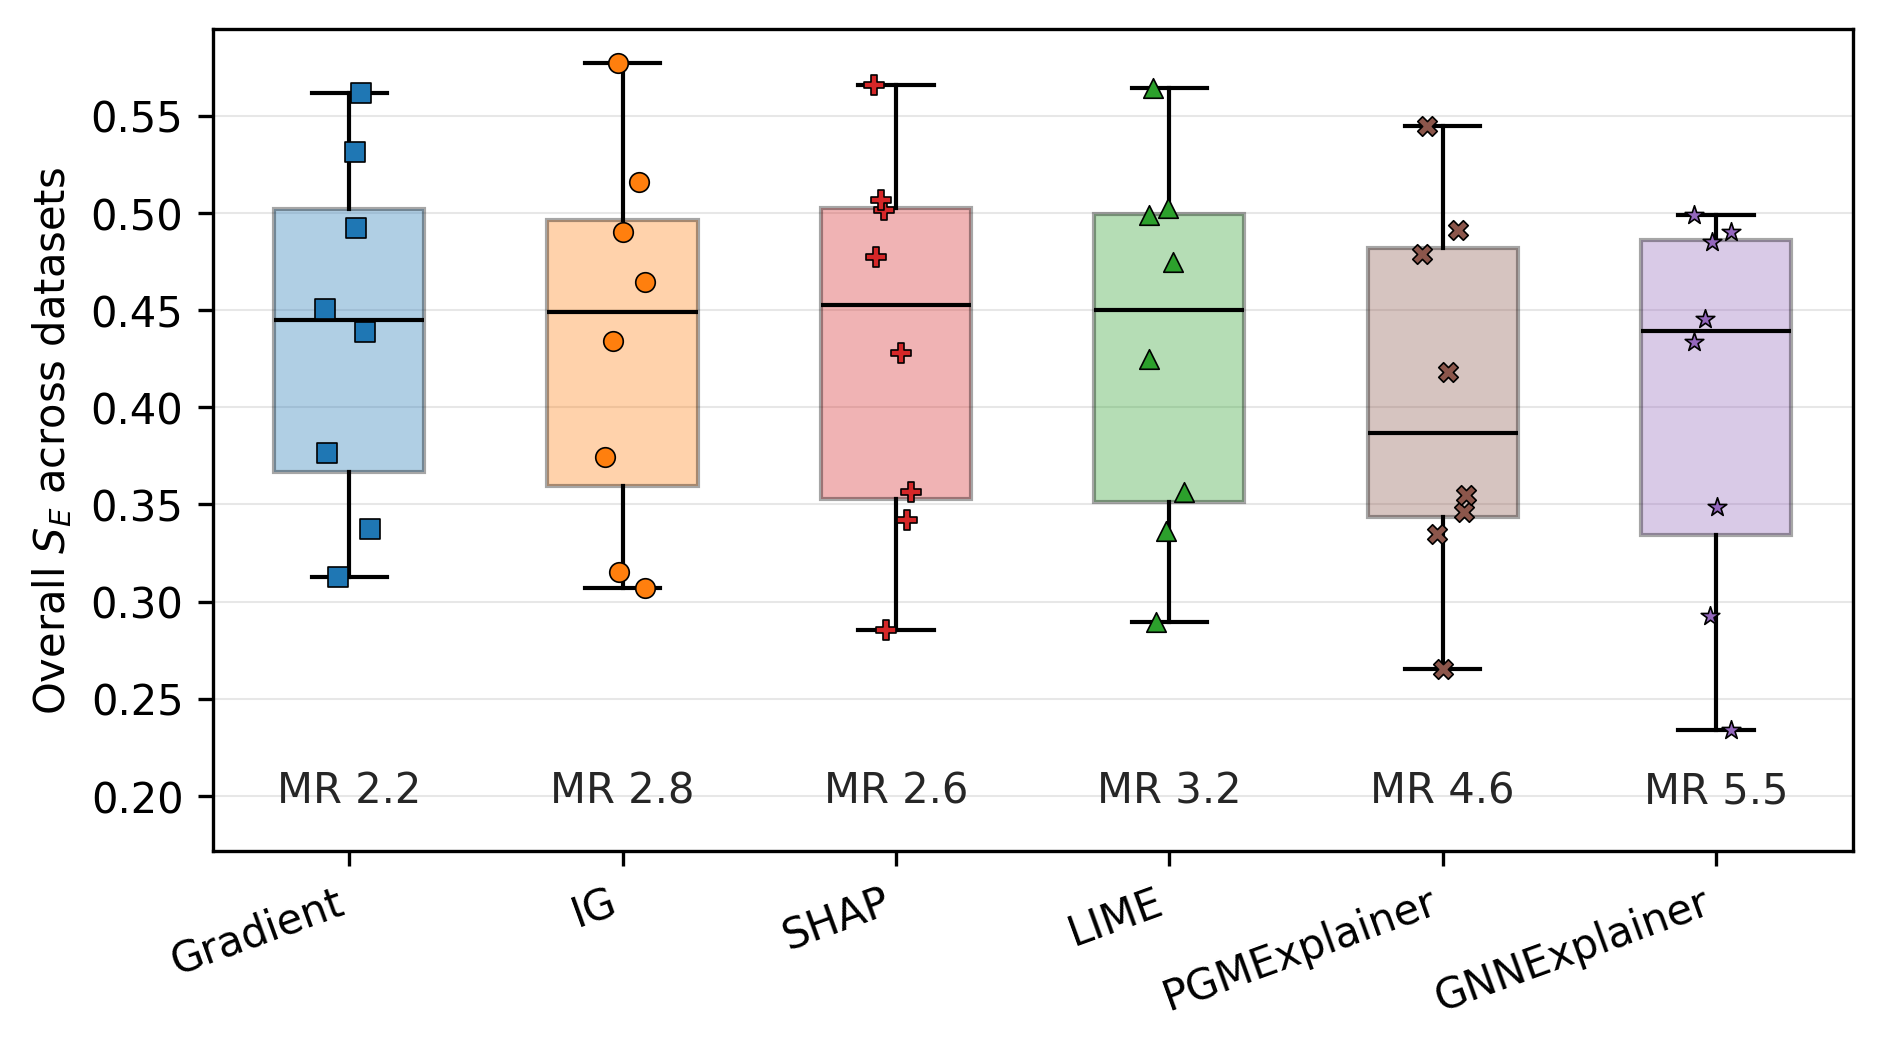 Overall S_E across datasets
0.55
0.50
0.45
0.40
0.35
0.30
0.25
0.20
MR 2.2 MR 2.8 MR 2.6 MR 3.2 MR 4.6 MR 5.5
Gradient IG SHAP LIME PGMExplainer GNNExplainer